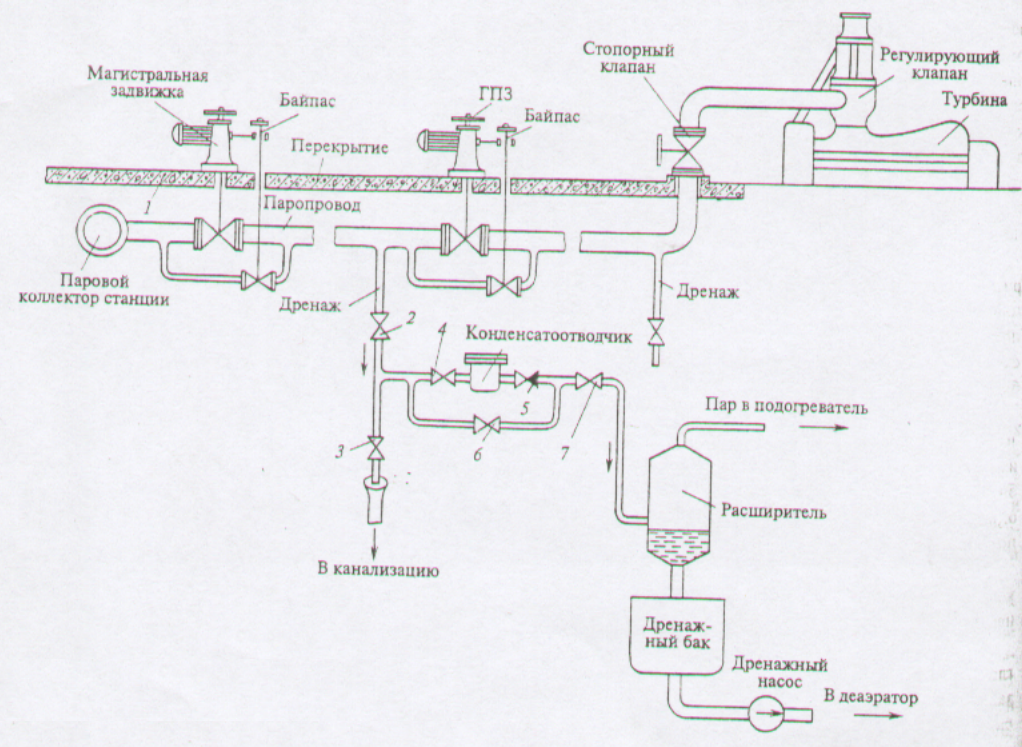 Стопорный
клапан
Регулирующий
клапан
Турбина
Магистральная
задвижка
Байпас
ГПЗ
Байпас
Перекрытие
1
Паропровод
Паровой
коллектор станции
Дренаж
Дренаж
2
4
Конденсатоотводчик
5
3
6
7
Пар в подогреватель
Расширитель
В канализацию
Дренаж-
ный бак
Дренажный
насос
В деаэратор